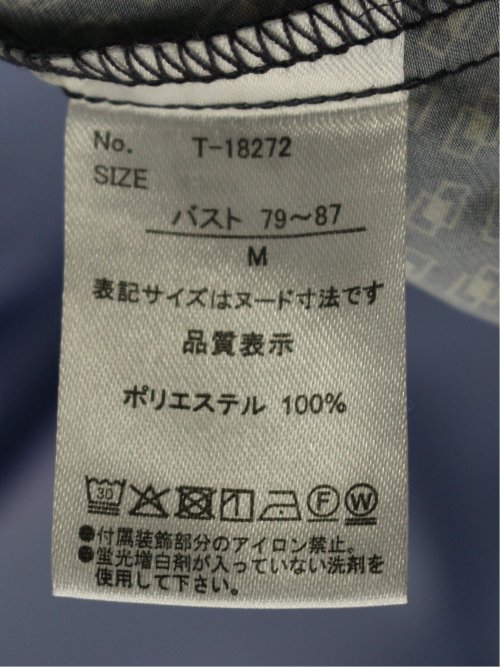 No. T-18272
SIZE
バスト 79～87
M
表記サイズはヌード寸法です
品質表示
ポリエステル 100%
30 F W
●付属装飾部分のアイロン禁止。
●蛍光増白剤が入っていない洗剤を
使用して下さい。